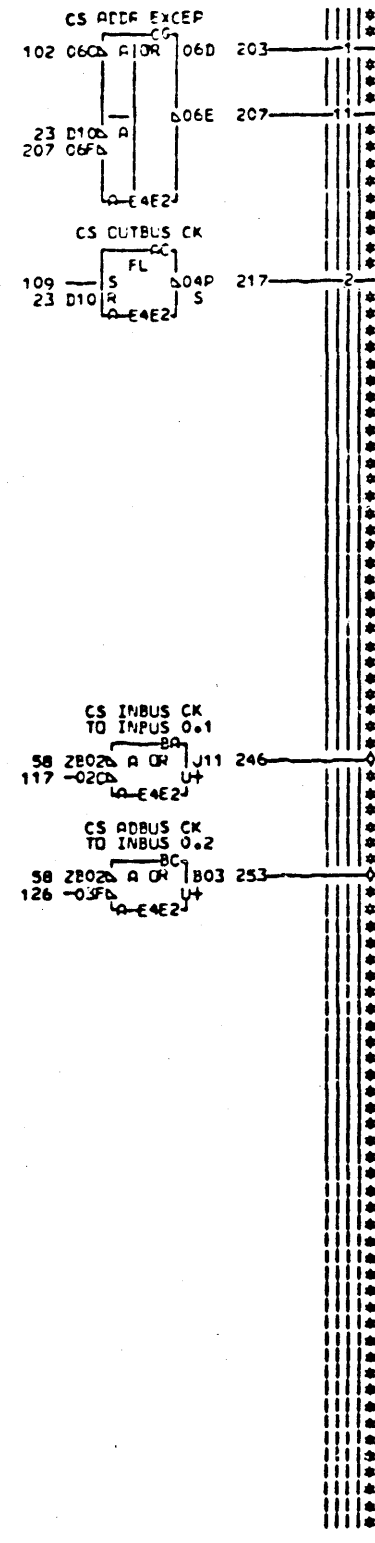 CS ADDR EXCEP
CG
102 06C A OR 06D 203 1
06E 207 11
23 D10 A
207 06F
A E4E2
CS OUTBUS CK
CC
FL
109 S 04P 217 2
23 D10 R S
A-E4E2
CS INBUS CK
TO INBUS 0.1
BA
58 2B02 A OR J11 246
117 -02C U+
A-E4E2
CS ADBUS CK
TO INBUS 0.2
BC
58 2B02 A OR B03 253
126 -03F U+
A-E4E2